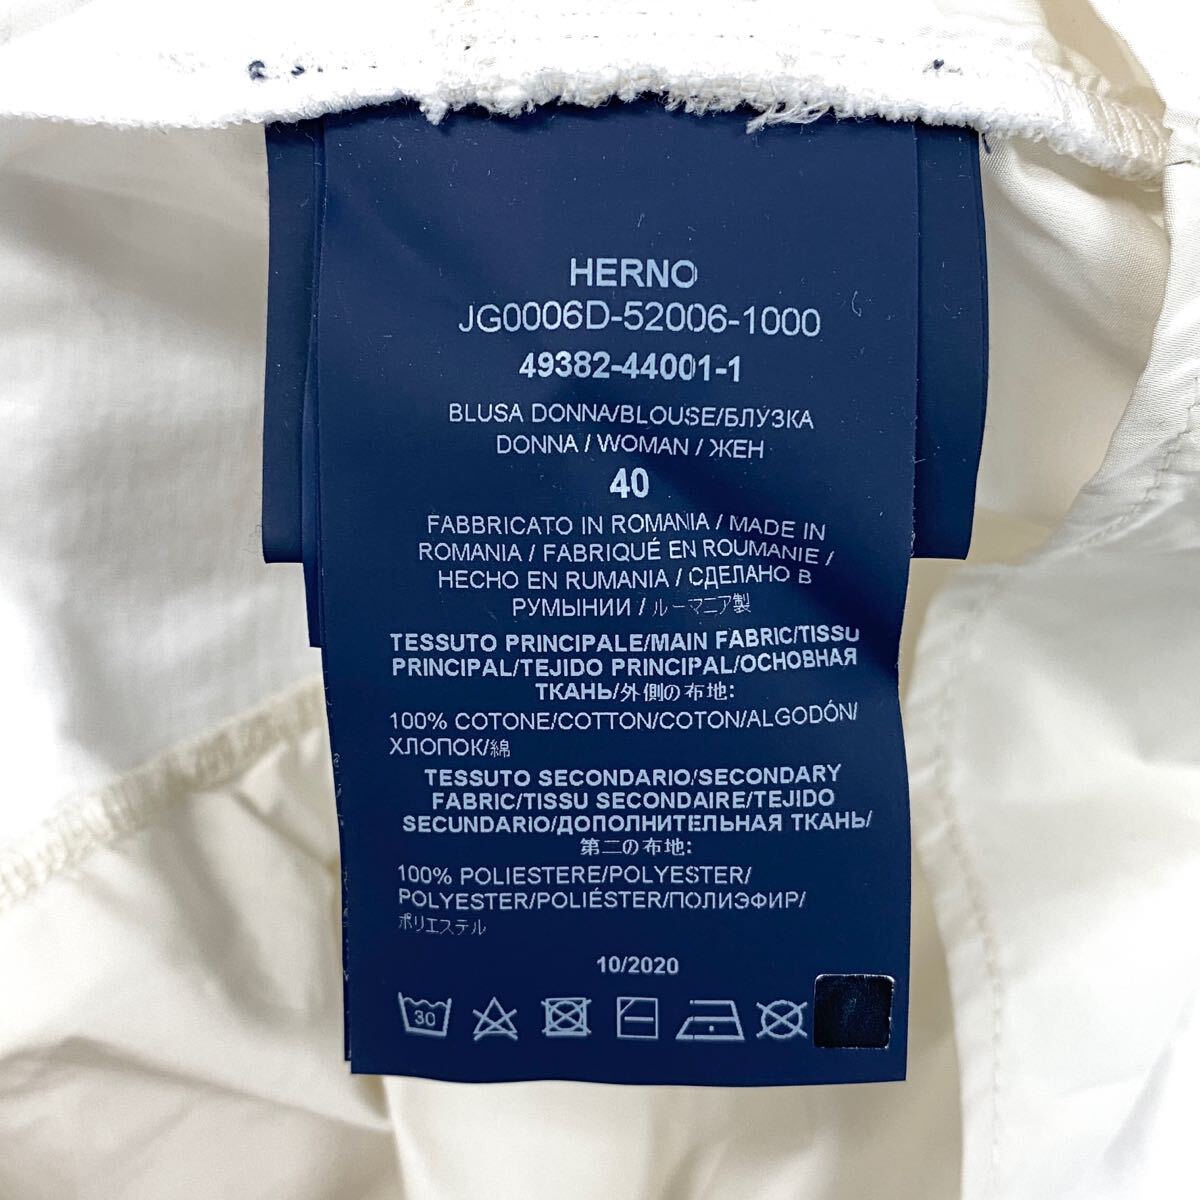 HERNO
JG0006D-52006-1000
49382-44001-1
BLUSA DONNA/BLOUSE/БЛУЗКА
DONNA / WOMAN / ЖЕН
40
FABBRICATO IN ROMANIA / MADE IN
ROMANIA / FABRIQUÉ EN ROUMANIE /
HECHO EN RUMANIA / СДЕЛАНО В
РУМЫНИИ / ルーマニア製
TESSUTO PRINCIPALE/MAIN FABRIC/TISSU
PRINCIPAL/TEJIDO PRINCIPAL/ОСНОВНАЯ
ТКАНЬ/外側の布地:
100% COTONE/COTTON/COTON/ALGODÓN/
ХЛОПОК/綿
TESSUTO SECONDARIO/SECONDARY
FABRIC/TISSU SECONDAIRE/TEJIDO
SECUNDARIO/ДОПОЛНИТЕЛЬНАЯ ТКАНЬ/
第二の布地:
100% POLIESTERE/POLYESTER/
POLYESTER/POLIÉSTER/ПОЛИЭФИР/
ポリエステル
10/2020
30